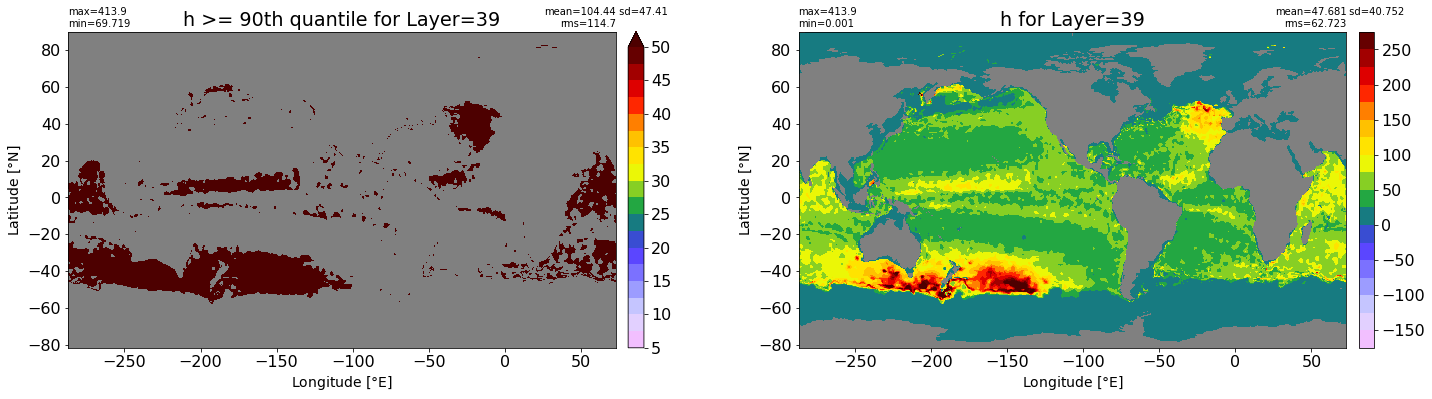 max=413.9
min=69.719
h >= 90th quantile for Layer=39
mean=104.44 sd=47.41
rms=114.7
80
60
40
20
0
−20
−40
−60
−80
Latitude [°N]
−250 −200 −150 −100 −50 0 50
Longitude [°E]
50
45
40
35
30
25
20
15
10
5
max=413.9
min=0.001
h for Layer=39
mean=47.681 sd=40.752
rms=62.723
80
60
40
20
0
−20
−40
−60
−80
Latitude [°N]
−250 −200 −150 −100 −50 0 50
Longitude [°E]
250
200
150
100
50
0
−50
−100
−150